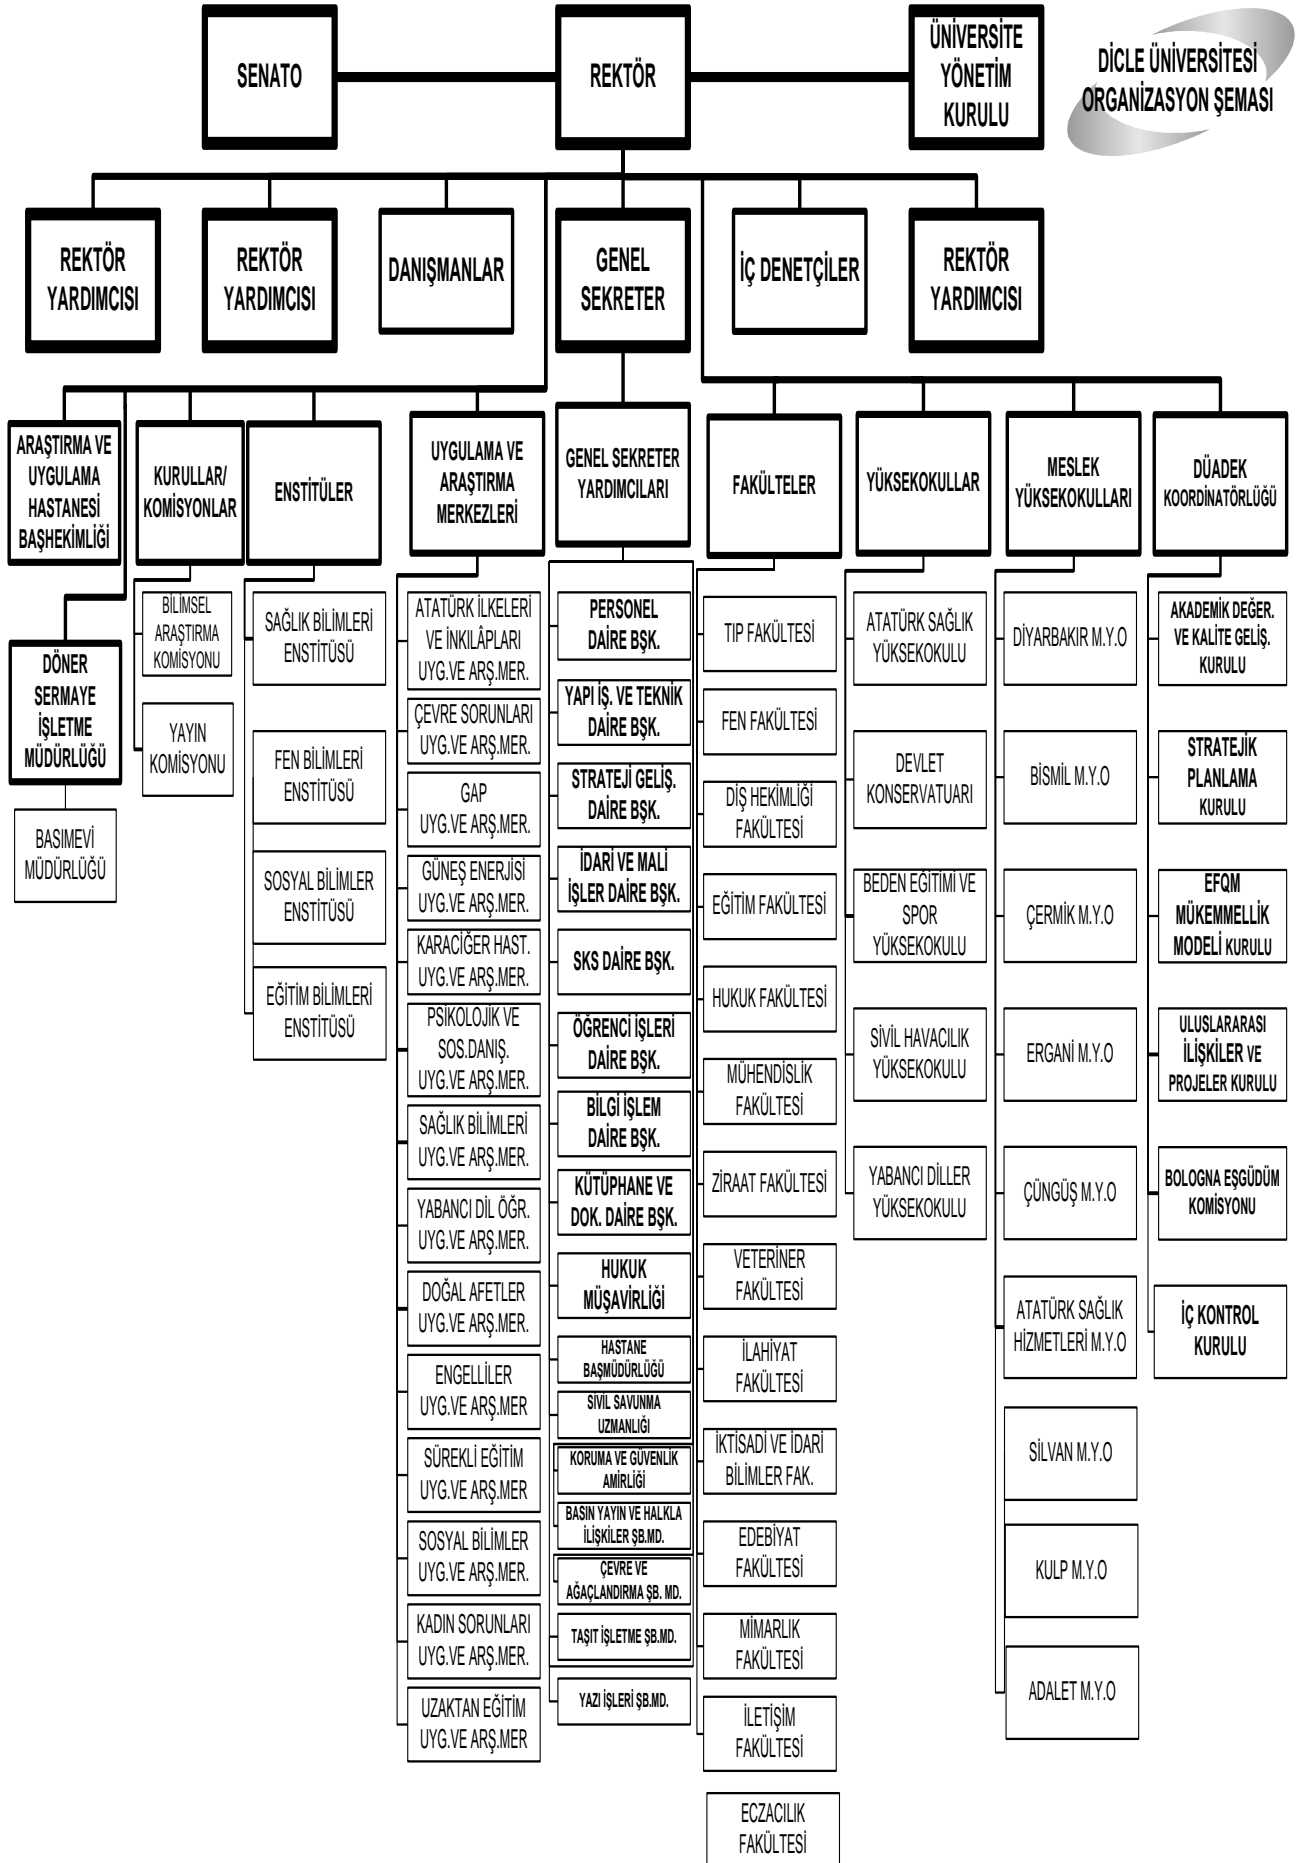 SENATO
REKTÖR
ÜNİVERSİTE
YÖNETİM
KURULU
DİCLE ÜNİVERSİTESİ
ORGANİZASYON ŞEMASI
REKTÖR
YARDIMCISI
REKTÖR
YARDIMCISI
DANIŞMANLAR
GENEL
SEKRETER
İÇ DENETÇİLER
REKTÖR
YARDIMCISI
ARAŞTIRMA VE
UYGULAMA
HASTANESİ
BAŞHEKİMLİĞİ
DÖNER
SERMAYE
İŞLETME
MÜDÜRLÜĞÜ
BASIMEVİ
MÜDÜRLÜĞÜ
KURULLAR/
KOMİSYONLAR
BİLİMSEL
ARAŞTIRMA
KOMİSYONU
YAYIN
KOMİSYONU
ENSTİTÜLER
SAĞLIK BİLİMLERİ
ENSTİTÜSÜ
FEN BİLİMLERİ
ENSTİTÜSÜ
SOSYAL BİLİMLER
ENSTİTÜSÜ
EĞİTİM BİLİMLERİ
ENSTİTÜSÜ
UYGULAMA VE
ARAŞTIRMA
MERKEZLERİ
ATATÜRK İLKELERİ
VE İNKILÂPLARI
UYG.VE ARŞ.MER.
ÇEVRE SORUNLARI
UYG.VE ARŞ.MER.
GAP
UYG.VE ARŞ.MER.
GÜNEŞ ENERJİSİ
UYG.VE ARŞ.MER.
KARACİĞER HAST.
UYG.VE ARŞ.MER.
PSİKOLOJİK VE
SOS.DANIŞ.
UYG.VE ARŞ.MER.
SAĞLIK BİLİMLERİ
UYG.VE ARŞ.MER.
YABANCI DİL ÖĞR.
UYG.VE ARŞ.MER.
DOĞAL AFETLER
UYG.VE ARŞ.MER.
ENGELLİLER
UYG.VE ARŞ.MER
SÜREKLİ EĞİTİM
UYG.VE ARŞ.MER
SOSYAL BİLİMLER
UYG.VE ARŞ.MER.
KADIN SORUNLARI
UYG.VE ARŞ.MER.
UZAKTAN EĞİTİM
UYG.VE ARŞ.MER
GENEL SEKRETER
YARDIMCILARI
PERSONEL
DAİRE BŞK.
YAPI İŞ. VE TEKNİK
DAİRE BŞK.
STRATEJİ GELİŞ.
DAİRE BŞK.
İDARİ VE MALİ
İŞLER DAİRE BŞK.
SKS DAİRE BŞK.
ÖĞRENCİ İŞLERİ
DAİRE BŞK.
BİLGİ İŞLEM
DAİRE BŞK.
KÜTÜPHANE VE
DOK. DAİRE BŞK.
HUKUK
MÜŞAVİRLİĞİ
HASTANE
BAŞMÜDÜRLÜĞÜ
SİVİL SAVUNMA
UZMANLIĞI
KORUMA VE GÜVENLİK
AMİRLİĞİ
BASIN YAYIN VE HALKLA
İLİŞKİLER ŞB.MD.
ÇEVRE VE
AĞAÇLANDIRMA ŞB. MD.
TAŞIT İŞLETME ŞB.MD.
YAZI İŞLERİ ŞB.MD.
FAKÜLTELER
TIP FAKÜLTESİ
FEN FAKÜLTESİ
DİŞ HEKİMLİĞİ
FAKÜLTESİ
EĞİTİM FAKÜLTESİ
HUKUK FAKÜLTESİ
MÜHENDİSLİK
FAKÜLTESİ
ZİRAAT FAKÜLTESİ
VETERİNER
FAKÜLTESİ
İLAHİYAT
FAKÜLTESİ
İKTİSADİ VE İDARİ
BİLİMLER FAK.
EDEBİYAT
FAKÜLTESİ
MİMARLIK
FAKÜLTESİ
İLETİŞİM
FAKÜLTESİ
ECZACILIK
FAKÜLTESİ
YÜKSEKOKULLAR
ATATÜRK SAĞLIK
YÜKSEKOKULU
DEVLET
KONSERVATUARI
BEDEN EĞİTİMİ VE
SPOR
YÜKSEKOKULU
SİVİL HAVACILIK
YÜKSEKOKULU
YABANCI DİLLER
YÜKSEKOKULU
MESLEK
YÜKSEKOKULLARI
DİYARBAKIR M.Y.O
BİSMİL M.Y.O
ÇERMİK M.Y.O
ERGANİ M.Y.O
ÇÜNGÜŞ M.Y.O
ATATÜRK SAĞLIK
HİZMETLERİ M.Y.O
SİLVAN M.Y.O
KULP M.Y.O
ADALET M.Y.O
DÜADEK
KOORDİNATÖRLÜĞÜ
AKADEMİK DEĞER.
VE KALİTE GELİŞ.
KURULU
STRATEJİK
PLANLAMA
KURULU
EFQM
MÜKEMMELLİK
MODELİ KURULU
ULUSLARARASI
İLİŞKİLER VE
PROJELER KURULU
BOLOGNA EŞGÜDÜM
KOMİSYONU
İÇ KONTROL
KURULU